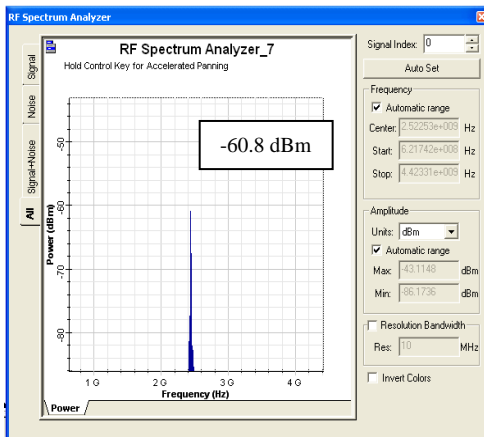 RF Spectrum Analyzer
Signal
Noise
Signal+Noise
All
RF Spectrum Analyzer_7
Hold Control Key for Accelerated Panning
-60.8 dBm
Power (dBm)
-50
-60
-70
-80
1 G
2 G
3 G
4 G
Frequency (Hz)
Power
Signal Index: 0
Auto Set
Frequency
Automatic range
Center: 2.52253e+009 Hz
Start: 6.21742e+008 Hz
Stop: 4.42331e+009 Hz
Amplitude
Units: dBm
Automatic range
Max: -43.1148 dBm
Min: -86.1736 dBm
Resolution Bandwidth
Res: 10 MHz
Invert Colors